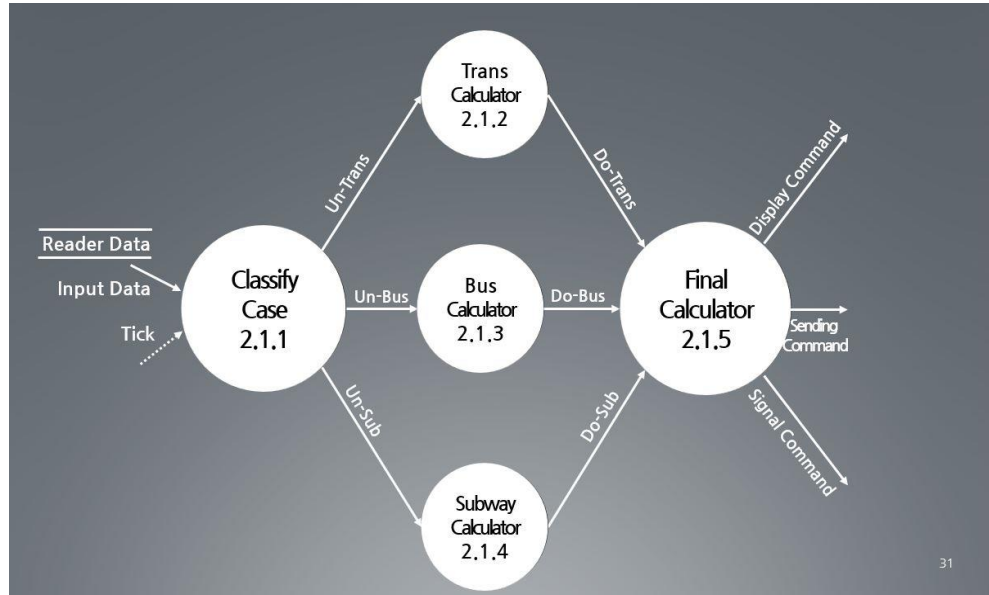 Trans
Calculator
2.1.2
Un-Trans
Do-Trans
Display Command
Reader Data
Input Data
Tick
Classify
Case
2.1.1
Un-Bus
Bus
Calculator
2.1.3
Do-Bus
Final
Calculator
2.1.5
Sending
Command
Un-Sub
Do-Sub
Signal Command
Subway
Calculator
2.1.4
31